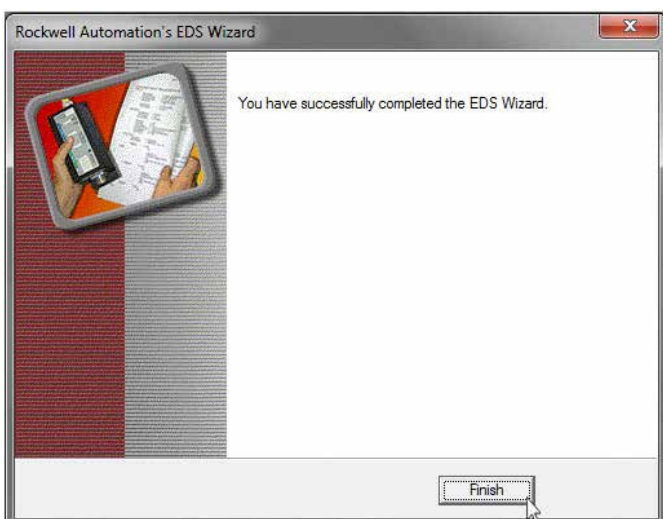 Rockwell Automation's EDS Wizard
You have successfully completed the EDS Wizard.
Finish